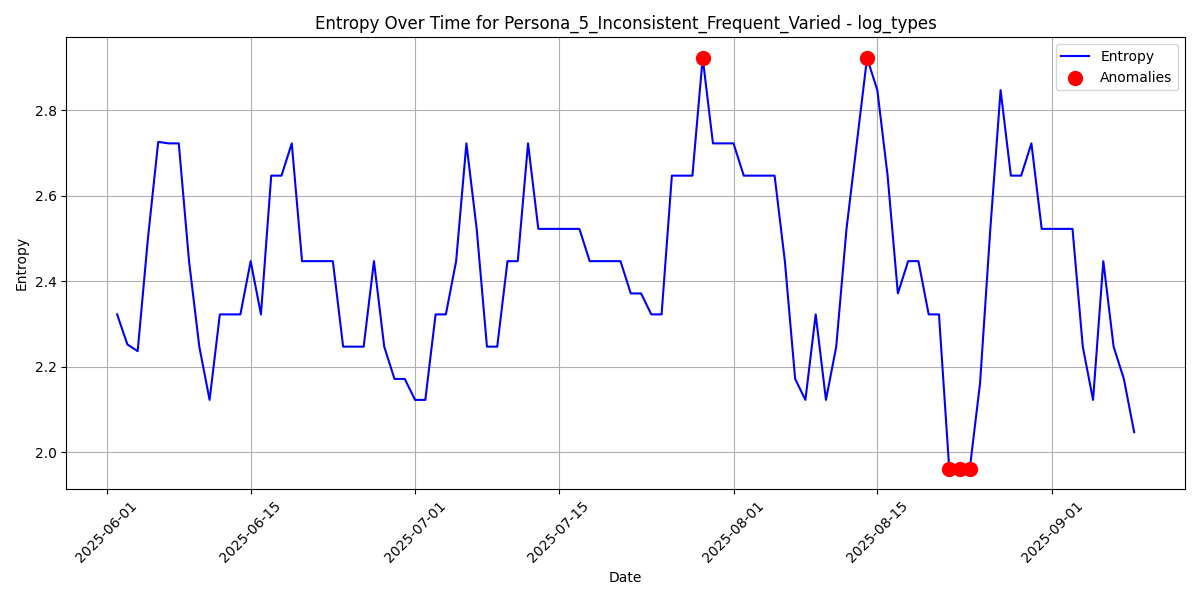 Entropy Over Time for Persona_5_Inconsistent_Frequent_Varied - log_types
Entropy
Anomalies
2.8
2.6
2.4
2.2
2.0
Entropy
2025-06-01
2025-06-15
2025-07-01
2025-07-15
2025-08-01
2025-08-15
2025-09-01
Date